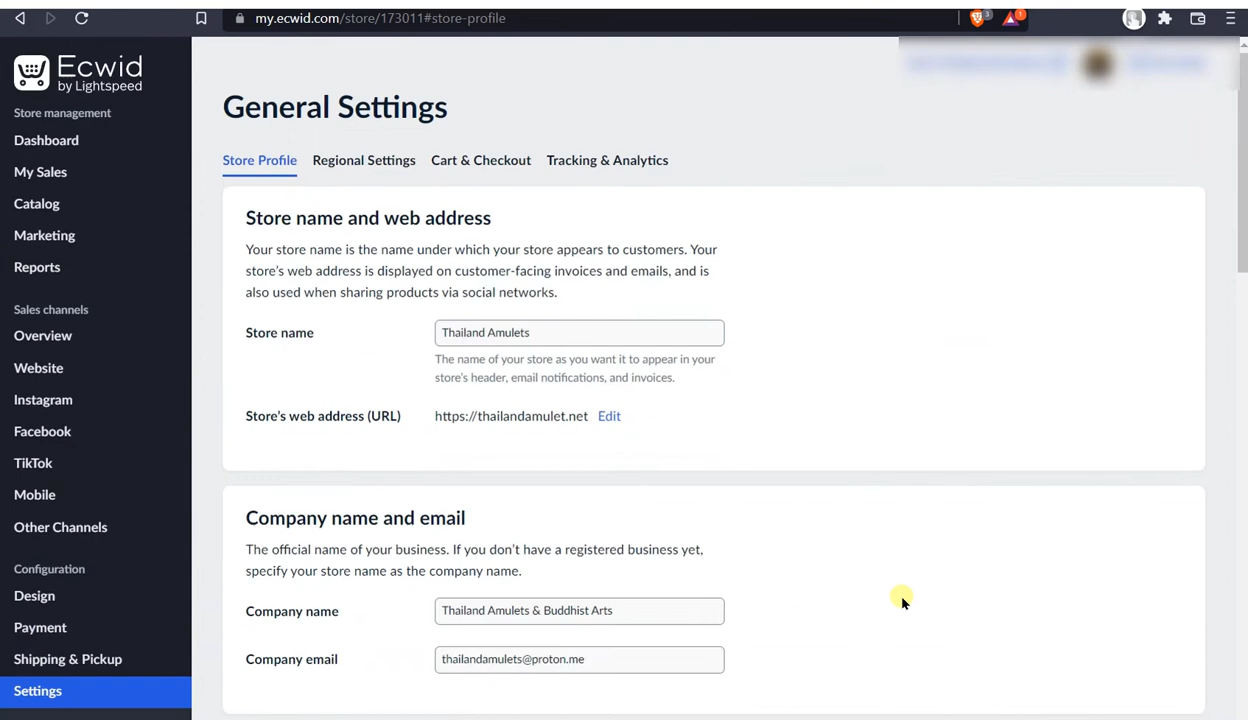 my.ecwid.com/store/173011#store-profile
3
1
Ecwid
by Lightspeed
Store management
Dashboard
My Sales
Catalog
Marketing
Reports
Sales channels
Overview
Website
Instagram
Facebook
TikTok
Mobile
Other Channels
Configuration
Design
Payment
Shipping & Pickup
Settings
General Settings
Store Profile Regional Settings Cart & Checkout Tracking & Analytics
Store name and web address
Your store name is the name under which your store appears to customers. Your
store's web address is displayed on customer-facing invoices and emails, and is
also used when sharing products via social networks.
Store name Thailand Amulets
The name of your store as you want it to appear in your
store's header, email notifications, and invoices.
Store's web address (URL) https://thailandamulet.net Edit
Company name and email
The official name of your business. If you don't have a registered business yet,
specify your store name as the company name.
Company name Thailand Amulets & Buddhist Arts
Company email thailandamulets@proton.me